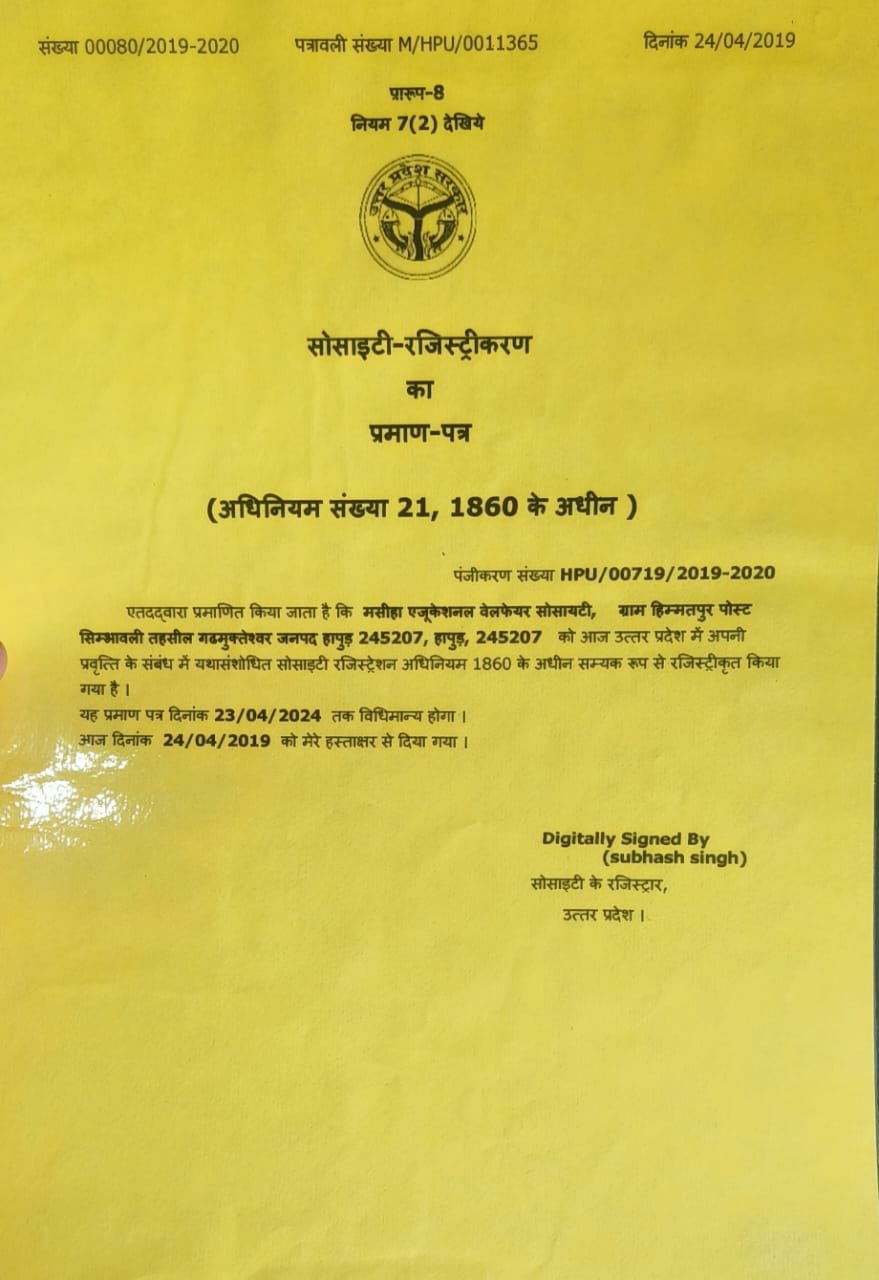 संख्या 00080/2019-2020 पत्रावली संख्या M/HPU/0011365 दिनांक 24/04/2019
प्रारूप-8
नियम 7(2) देखिये
उत्तर प्रदेश सरकार
सोसाइटी-रजिस्ट्रीकरण
का
प्रमाण-पत्र
(अधिनियम संख्या 21, 1860 के अधीन )
पंजीकरण संख्या HPU/00719/2019-2020
एतदद्वारा प्रमाणित किया जाता है कि मसीहा एजूकेशनल वेलफेयर सोसायटी, ग्राम हिम्मतपुर पोस्ट
सिम्भावली तहसील गढमुक्तेश्वर जनपद हापुड़ 245207, हापुड़, 245207 को आज उत्तर प्रदेश में अपनी
प्रवृत्ति के संबंध में यथासंशोधित सोसाइटी रजिस्ट्रेशन अधिनियम 1860 के अधीन सम्यक रूप से रजिस्ट्रीकृत किया
गया है ।
यह प्रमाण पत्र दिनांक 23/04/2024 तक विधिमान्य होगा ।
आज दिनांक 24/04/2019 को मेरे हस्ताक्षर से दिया गया ।
Digitally Signed By
(subhash singh)
सोसाइटी के रजिस्ट्रार,
उत्तर प्रदेश ।